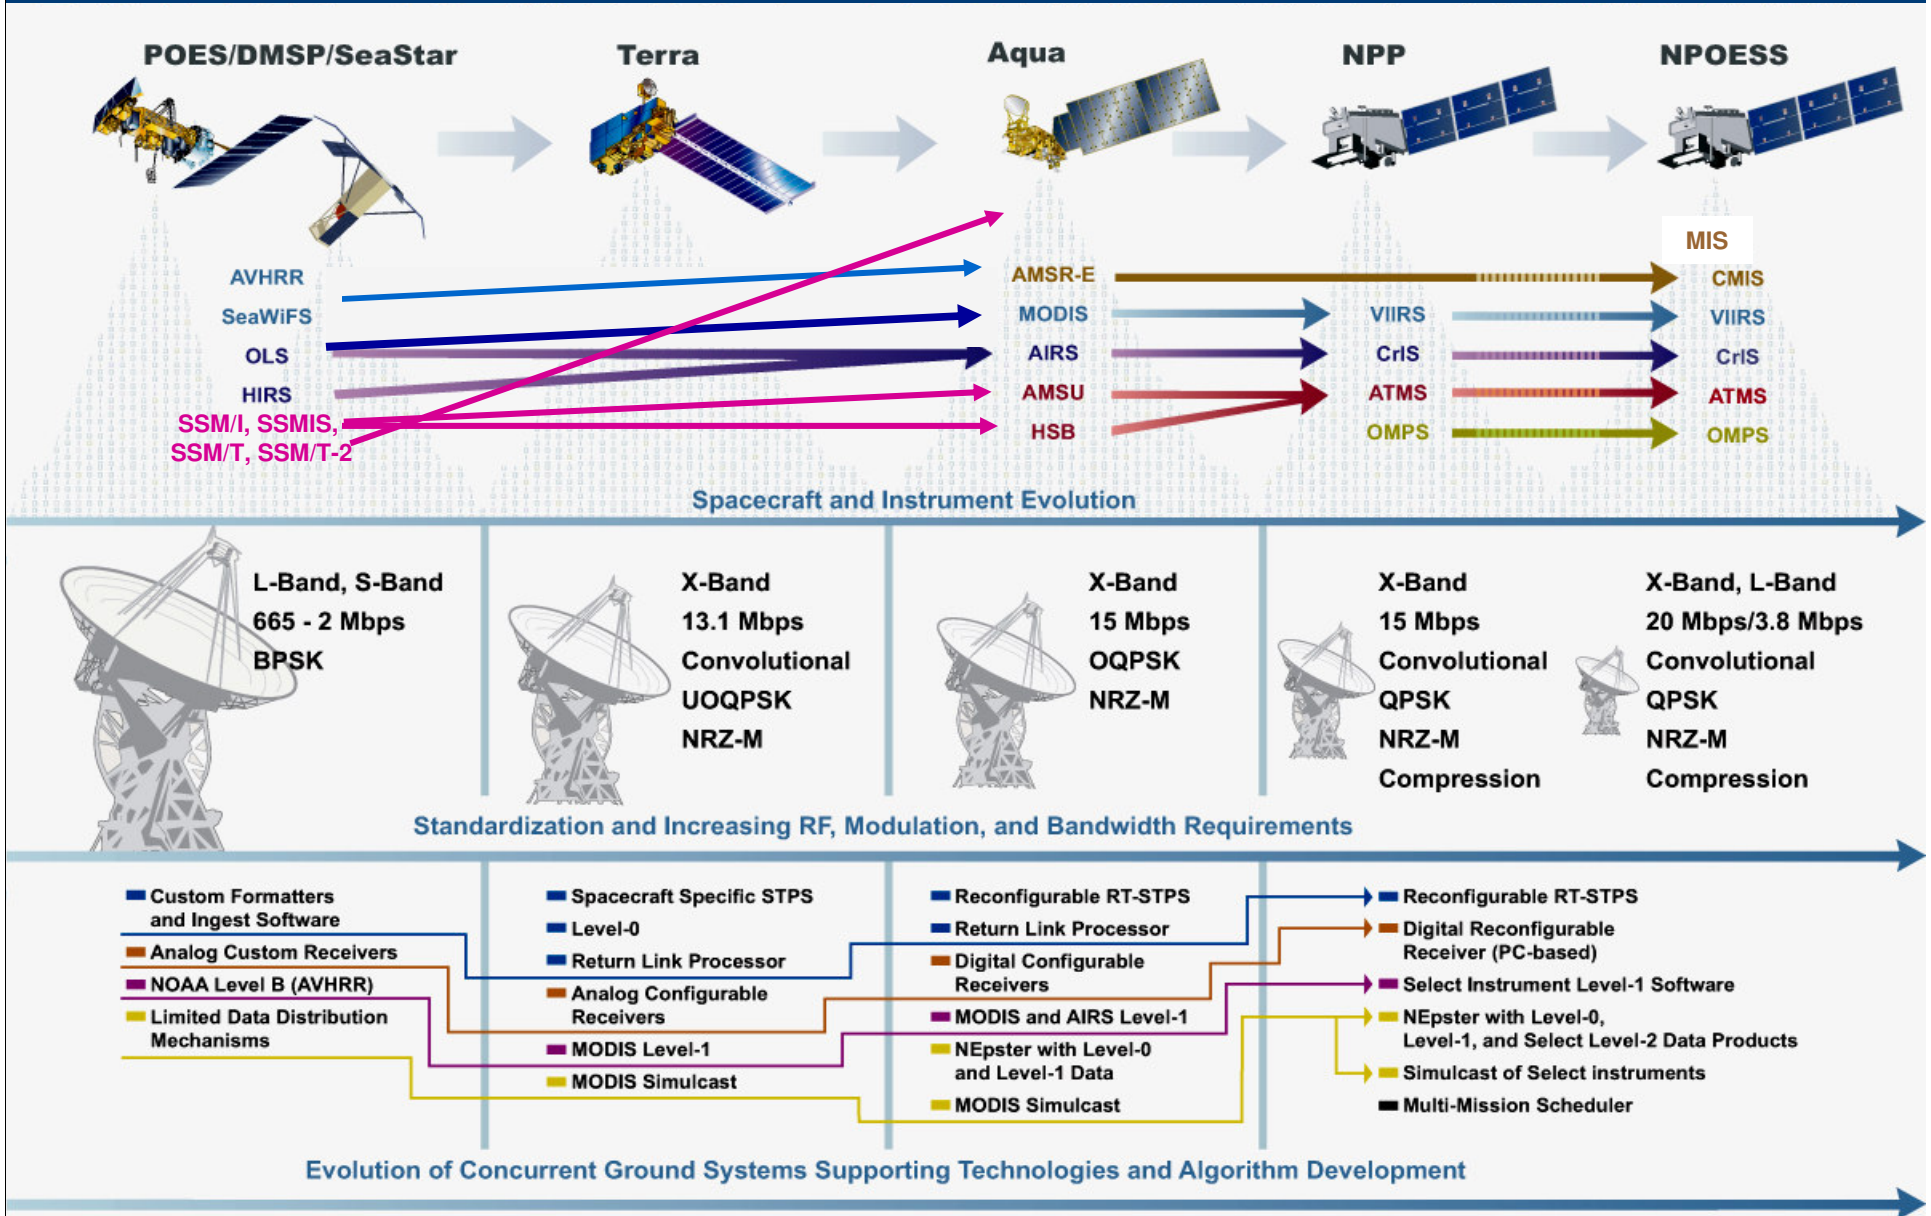 POES/DMSP/SeaStar
Terra
Aqua
NPP
NPOESS
AVHRR
SeaWiFS
OLS
HIRS
SSM/I, SSMIS,
SSM/T, SSM/T-2
AMSR-E
MODIS
AIRS
AMSU
HSB
VIIRS
CrIS
ATMS
OMPS
MIS
CMIS
VIIRS
CrIS
ATMS
OMPS
Spacecraft and Instrument Evolution
L-Band, S-Band
665 - 2 Mbps
BPSK
X-Band
13.1 Mbps
Convolutional
UOQPSK
NRZ-M
X-Band
15 Mbps
OQPSK
NRZ-M
X-Band
15 Mbps
Convolutional
QPSK
NRZ-M
Compression
X-Band, L-Band
20 Mbps/3.8 Mbps
Convolutional
QPSK
NRZ-M
Compression
Standardization and Increasing RF, Modulation, and Bandwidth Requirements
Custom Formatters
and Ingest Software
Analog Custom Receivers
NOAA Level B (AVHRR)
Limited Data Distribution
Mechanisms
Spacecraft Specific STPS
Level-0
Return Link Processor
Analog Configurable
Receivers
MODIS Level-1
MODIS Simulcast
Reconfigurable RT-STPS
Return Link Processor
Digital Configurable
Receivers
MODIS and AIRS Level-1
NEpster with Level-0
and Level-1 Data
MODIS Simulcast
Reconfigurable RT-STPS
Digital Reconfigurable
Receiver (PC-based)
Select Instrument Level-1 Software
NEpster with Level-0,
Level-1, and Select Level-2 Data Products
Simulcast of Select instruments
Multi-Mission Scheduler
Evolution of Concurrent Ground Systems Supporting Technologies and Algorithm Development